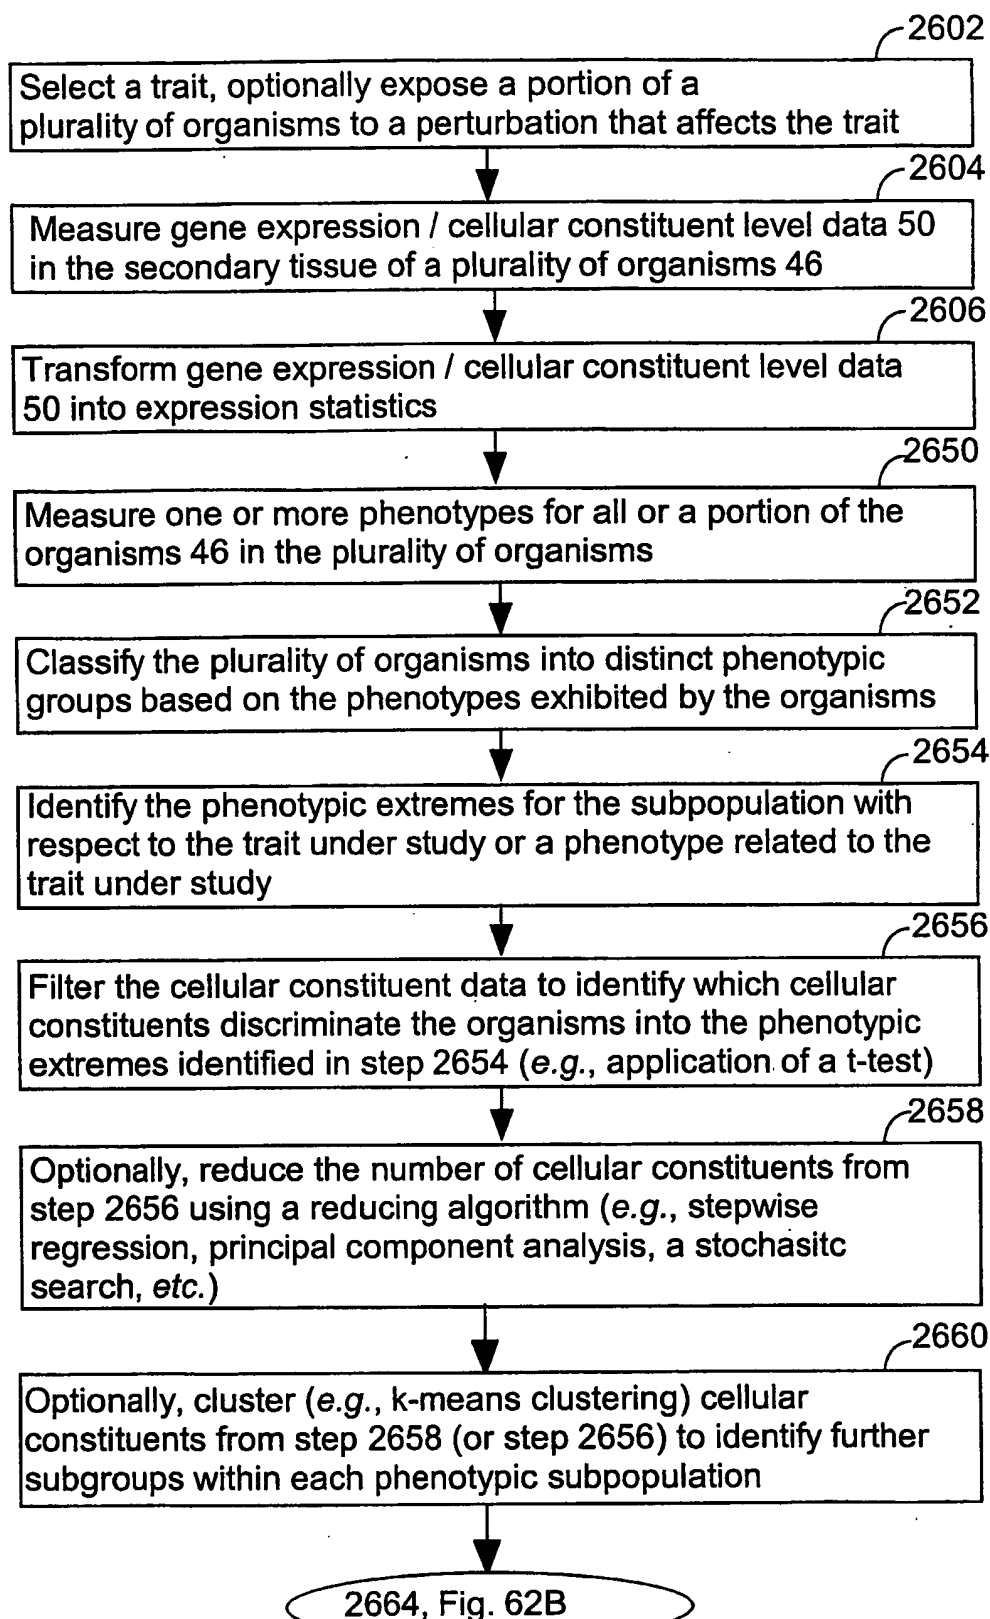 2602
Select a trait, optionally expose a portion of a
plurality of organisms to a perturbation that affects the trait
2604
Measure gene expression / cellular constituent level data 50
in the secondary tissue of a plurality of organisms 46
2606
Transform gene expression / cellular constituent level data
50 into expression statistics
2650
Measure one or more phenotypes for all or a portion of the
organisms 46 in the plurality of organisms
2652
Classify the plurality of organisms into distinct phenotypic
groups based on the phenotypes exhibited by the organisms
2654
Identify the phenotypic extremes for the subpopulation with
respect to the trait under study or a phenotype related to the
trait under study
2656
Filter the cellular constituent data to identify which cellular
constituents discriminate the organisms into the phenotypic
extremes identified in step 2654 (e.g., application of a t-test)
2658
Optionally, reduce the number of cellular constituents from
step 2656 using a reducing algorithm (e.g., stepwise
regression, principal component analysis, a stochasitc
search, etc.)
2660
Optionally, cluster (e.g., k-means clustering) cellular
constituents from step 2658 (or step 2656) to identify further
subgroups within each phenotypic subpopulation
2664, Fig. 62B